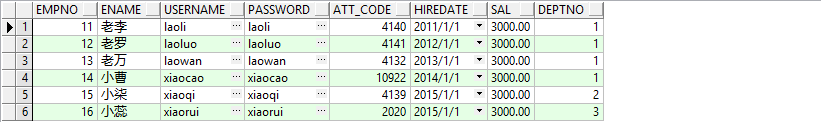 EMPNO ENAME USERNAME PASSWORD ATT_CODE HIREDATE SAL DEPTNO
1 11 老李 laoli ... laoli ... 4140 2011/1/1 3000.00 1
2 12 老罗 laoluo ... laoluo ... 4141 2012/1/1 3000.00 1
3 13 老万 laowan ... laowan ... 4132 2013/1/1 3000.00 1
4 14 小曹 xiaocao ... xiaocao ... 10922 2014/1/1 3000.00 1
5 15 小柒 xiaoqi ... xiaoqi ... 4139 2015/1/1 3000.00 2
6 16 小蕊 xiaorui ... xiaorui ... 2020 2015/1/1 3000.00 3